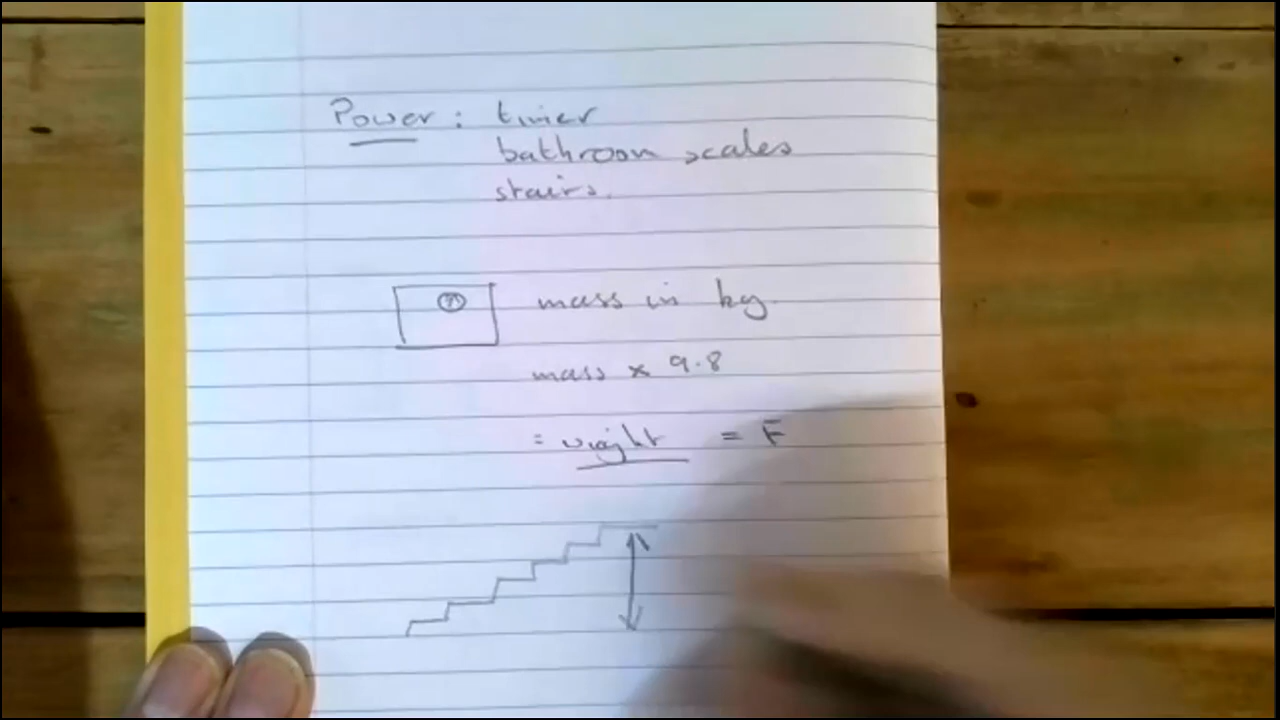 Power : timer
bathroom scales
stairs.
mass in kg.
mass × 9.8
= weight = F